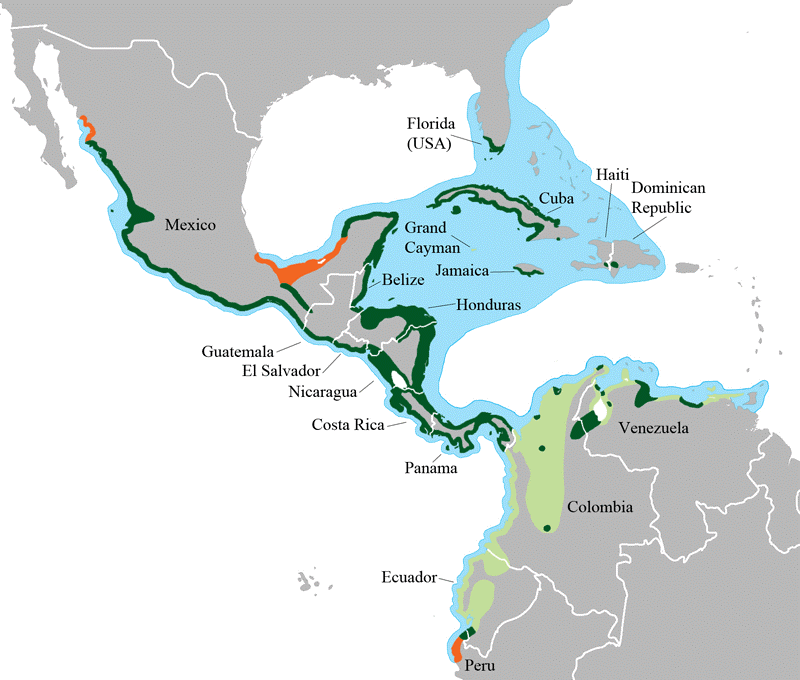 Florida
(USA)
Haiti
Dominican
Republic
Cuba
Mexico
Grand
Cayman
Jamaica
Belize
Honduras
Guatemala
El Salvador
Nicaragua
Costa Rica
Venezuela
Panama
Colombia
Ecuador
Peru